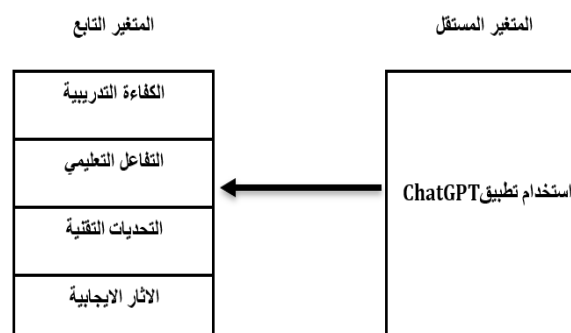 المتغير المستقل
المتغير التابع
استخدام تطبيقChatGPT
الكفاءة التدريبية
التفاعل التعليمي
التحديات التقنية
الاثار الايجابية